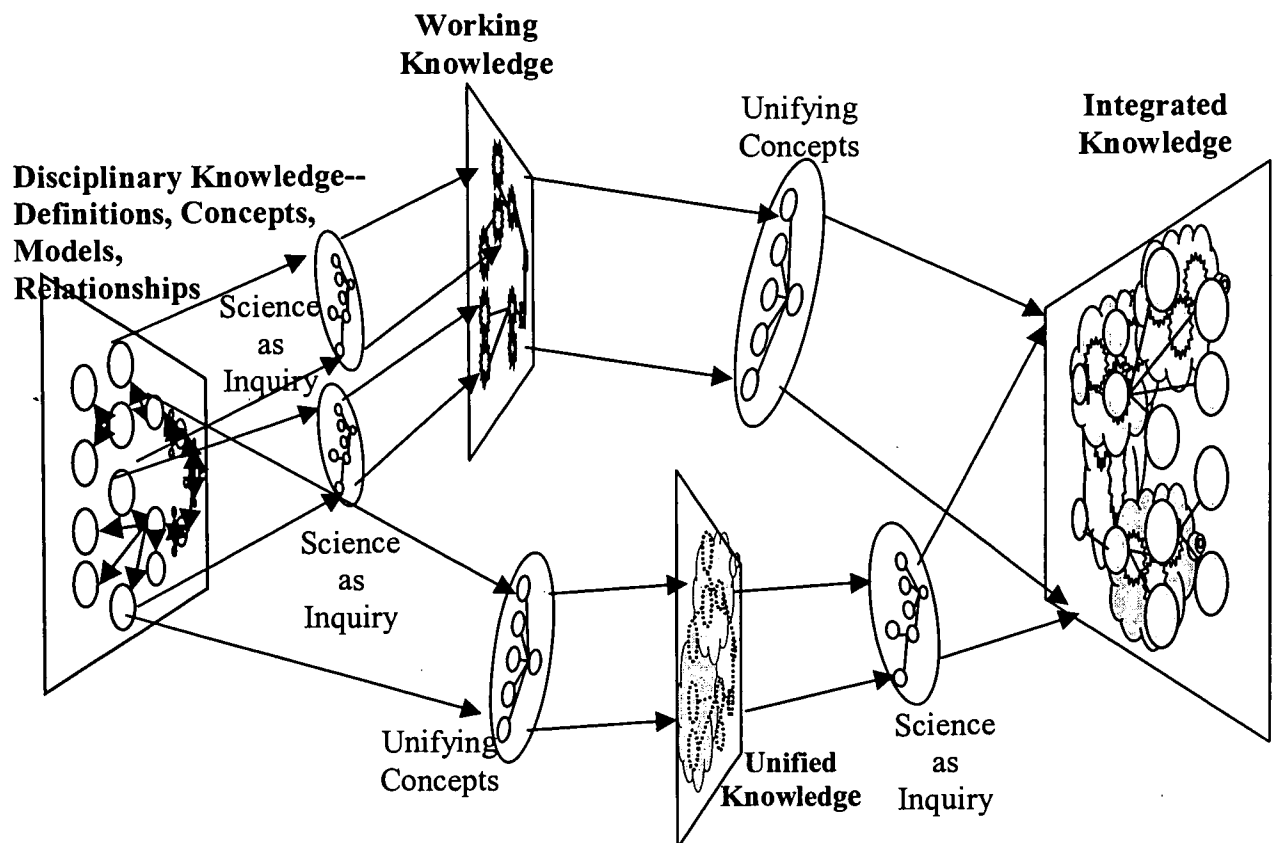 Working
Knowledge
Unifying
Concepts
Integrated
Knowledge
Disciplinary Knowledge--
Definitions, Concepts,
Models,
Relationships
Science
as
Inquiry
Science
as
Inquiry
Unifying
Concepts
Unified
Knowledge
Science
as
Inquiry